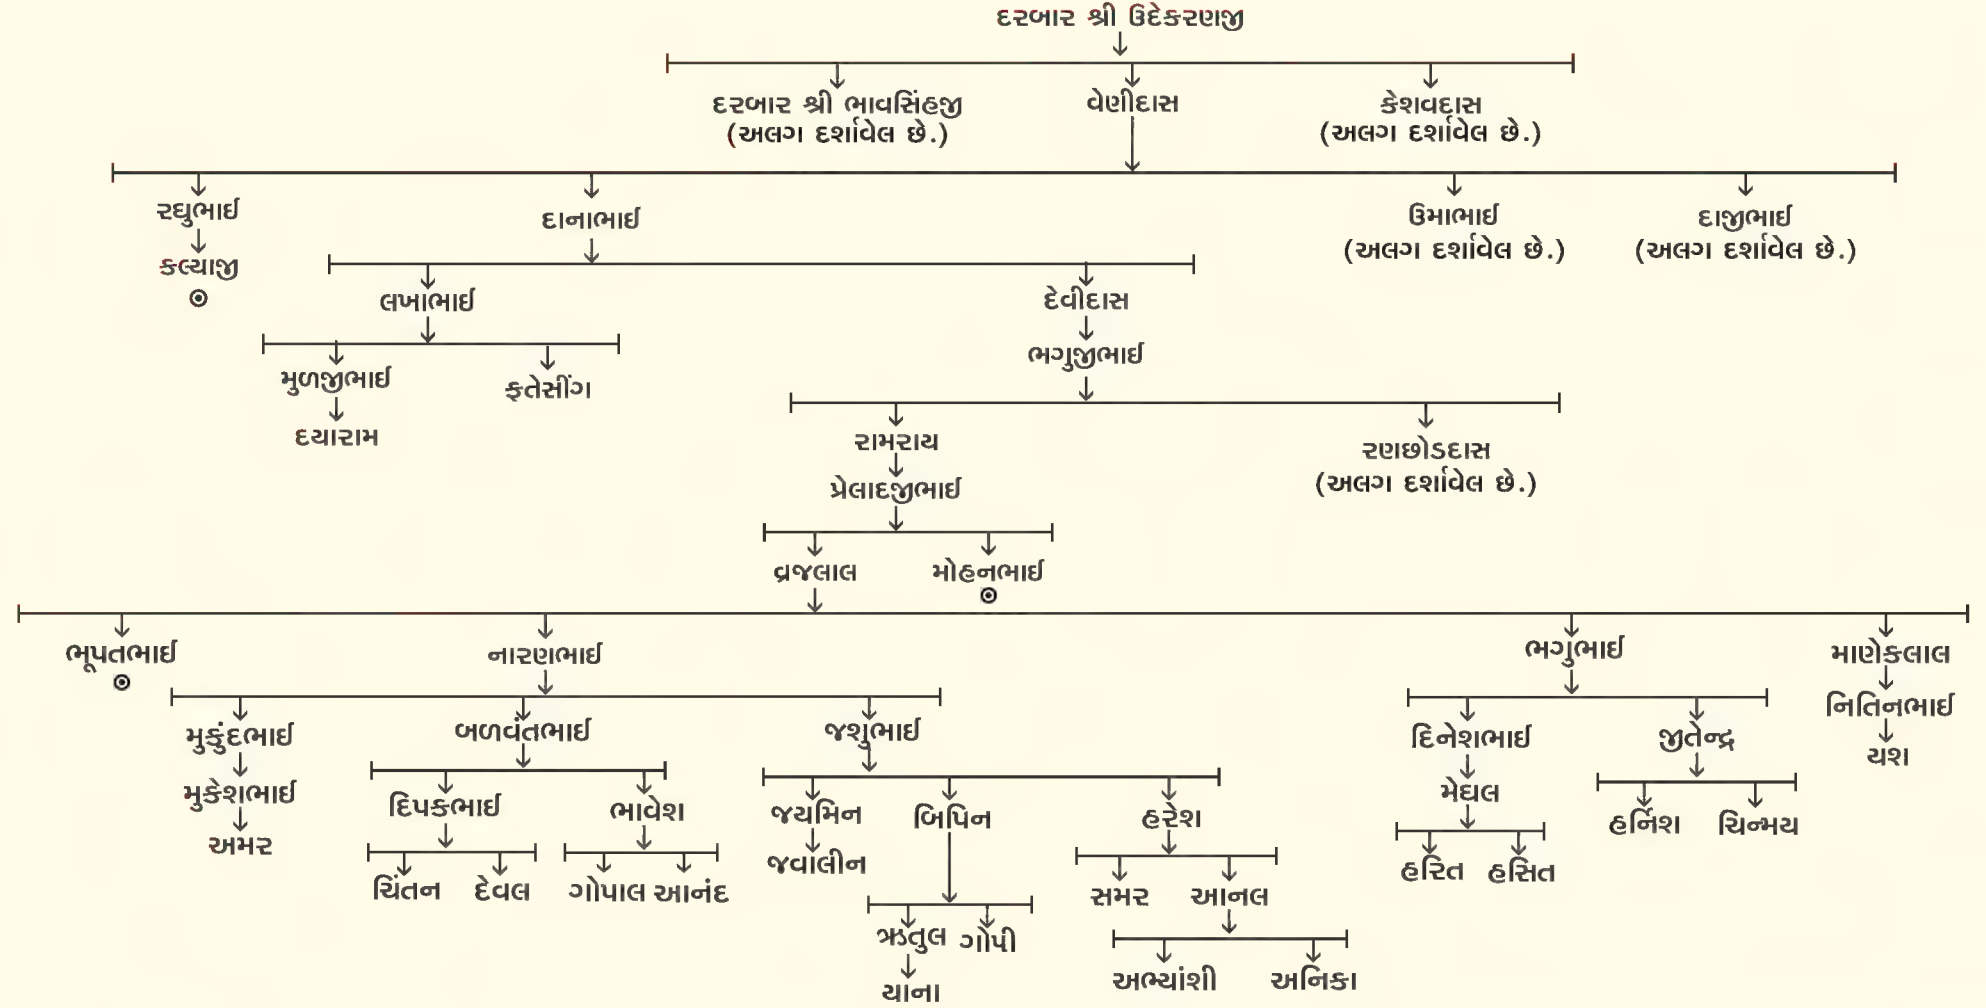 દરબાર શ્રી ઉદેકરણજી
દરબાર શ્રી ભાવસિંહજી વેણીદાસ કેશવદાસ
(અલગ દર્શાવેલ છે.) (અલગ દર્શાવેલ છે.)
રઘુભાઈ દાનાભાઈ ઉમાભાઈ દાજીભાઈ
(અલગ દર્શાવેલ છે.) (અલગ દર્શાવેલ છે.)
કલ્યાજી
લખાભાઈ દેવીદાસ
ભગુજીભાઈ
મુળજીભાઈ ફતેસીંગ
દયારામ
રામરાય રણછોડદાસ
(અલગ દર્શાવેલ છે.)
પ્રેલાદજીભાઈ
વ્રજલાલ મોહનભાઈ
ભૂપતભાઈ નારણભાઈ ભગુભાઈ માણેકલાલ
નિતિનભાઈ
મુકુંદભાઈ બળવંતભાઈ જશુભાઈ દિનેશભાઈ જીતેન્દ્ર
યશ
મુકેશભાઈ દિપકભાઈ ભાવેશ જયમિન બિપિન હરેશ મેઘલ હર્નિશ ચિન્મય
અમર
જવાલીન
ચિંતન દેવલ ગોપાલ આનંદ સમર આનલ હરિત હસિત
ઋતુલ ગોપી
અભ્યાંશી અનિકા
યાના